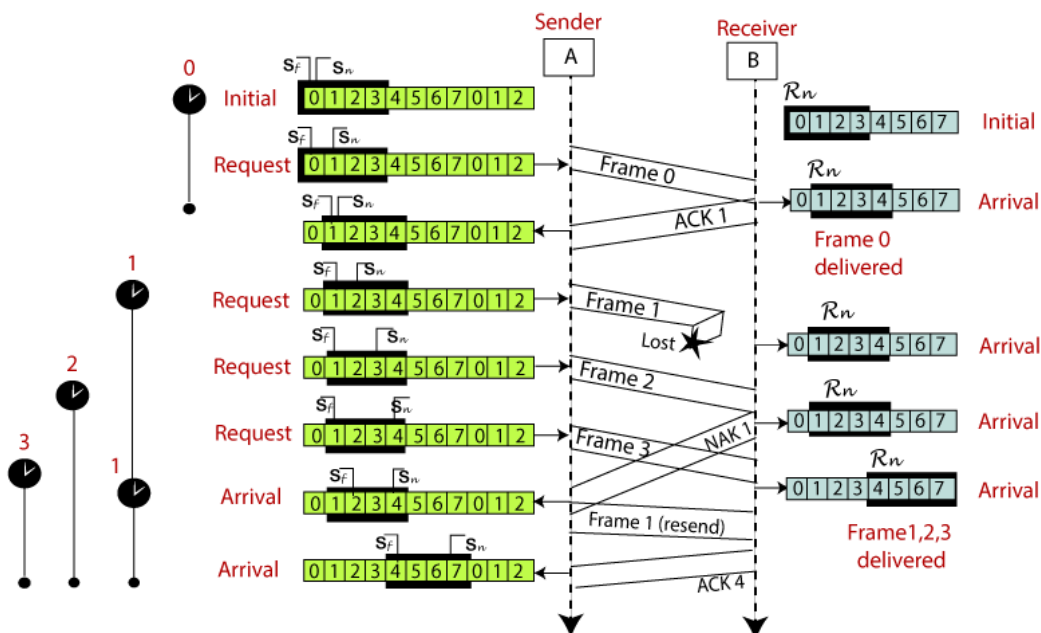 Sender
Receiver
A
B
0
Sf Sn
Initial
0 1 2 3 4 5 6 7 0 1 2
Rn
0 1 2 3 4 5 6 7
Initial
Sf Sn
Request
0 1 2 3 4 5 6 7 0 1 2
Frame 0
Rn
0 1 2 3 4 5 6 7
Arrival
Sf Sn
0 1 2 3 4 5 6 7 0 1 2
ACK 1
Frame 0
delivered
1
Sf Sn
Request
0 1 2 3 4 5 6 7 0 1 2
Frame 1
Lost
Rn
0 1 2 3 4 5 6 7
Arrival
2
Sf Sn
Request
0 1 2 3 4 5 6 7 0 1 2
Frame 2
Rn
0 1 2 3 4 5 6 7
Arrival
3
Sf Sn
Request
0 1 2 3 4 5 6 7 0 1 2
Frame 3
NAK 1
Rn
0 1 2 3 4 5 6 7
Arrival
1
Sf Sn
Arrival
0 1 2 3 4 5 6 7 0 1 2
Frame 1 (resend)
Frame1,2,3
delivered
Sf Sn
Arrival
0 1 2 3 4 5 6 7 0 1 2
ACK 4